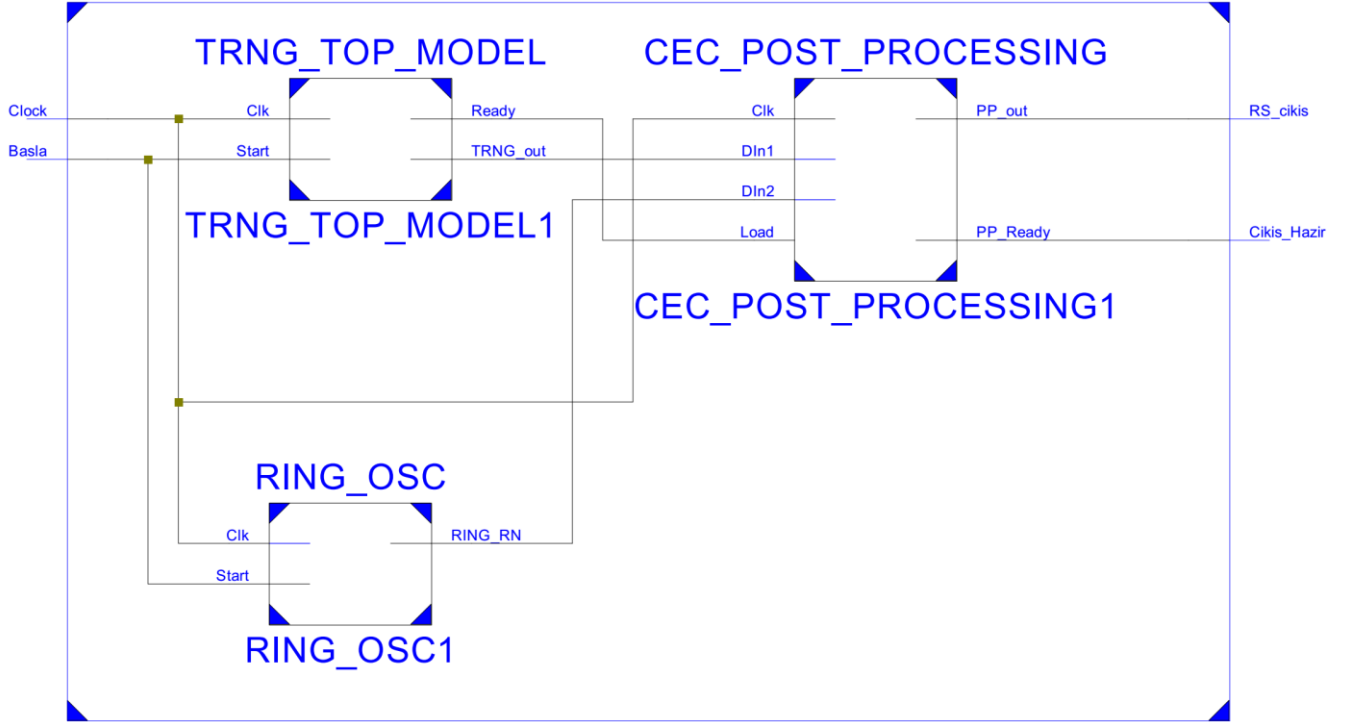 TRNG_TOP_MODEL
CEC_POST_PROCESSING
Clock
Clk
Ready
Clk
PP_out
RS_cikis
Basla
Start
TRNG_out
DIn1
DIn2
TRNG_TOP_MODEL1
Load
PP_Ready
Cikis_Hazir
CEC_POST_PROCESSING1
RING_OSC
Clk
RING_RN
Start
RING_OSC1